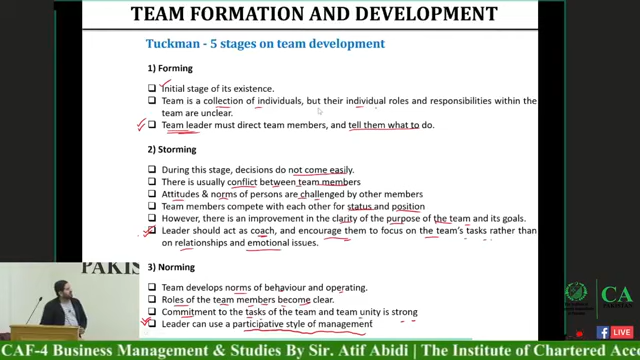 TEAM FORMATION AND DEVELOPMENT
Tuckman - 5 stages on team development
1) Forming
Initial stage of its existence.
Team is a collection of individuals, but their individual roles and responsibilities within the
team are unclear.
Team leader must direct team members, and tell them what to do.
2) Storming
During this stage, decisions do not come easily.
There is usually conflict between team members
Attitudes & norms of persons are challenged by other members
Team members compete with each other for status and position
However, there is an improvement in the clarity of the purpose of the team and its goals.
Leader should act as coach, and encourage them to focus on the team's tasks rather than
on relationships and emotional issues.
3) Norming
Team develops norms of behaviour and operating.
Roles of the team members become clear.
Commitment to the tasks of the team and team unity is strong
Leader can use a participative style of management
PAKIS
CA
PAKISTAN
LIVE
CAF-4 Business Management & Studies By Sir. Atif Abidi | The Institute of Chartered Ac